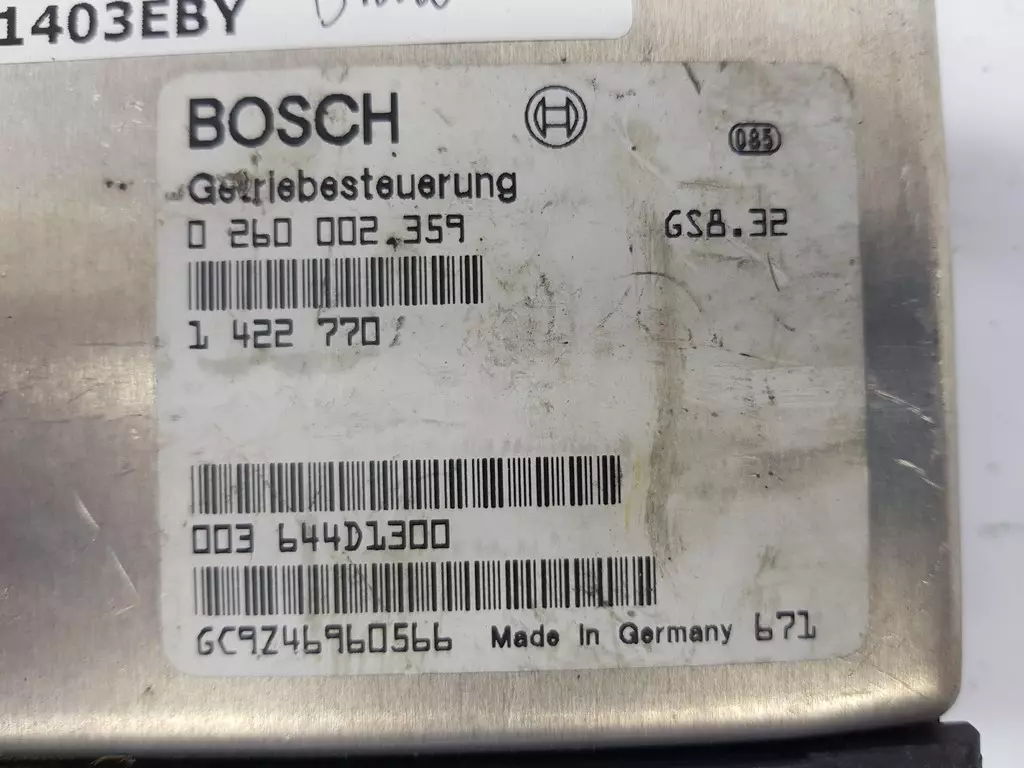 1403EBY
BOSCH
085
Getriebesteuerung
0 260 002 359
GS8.32
1 422 770
003 644D1300
GC9Z46960566 Made in Germany 671